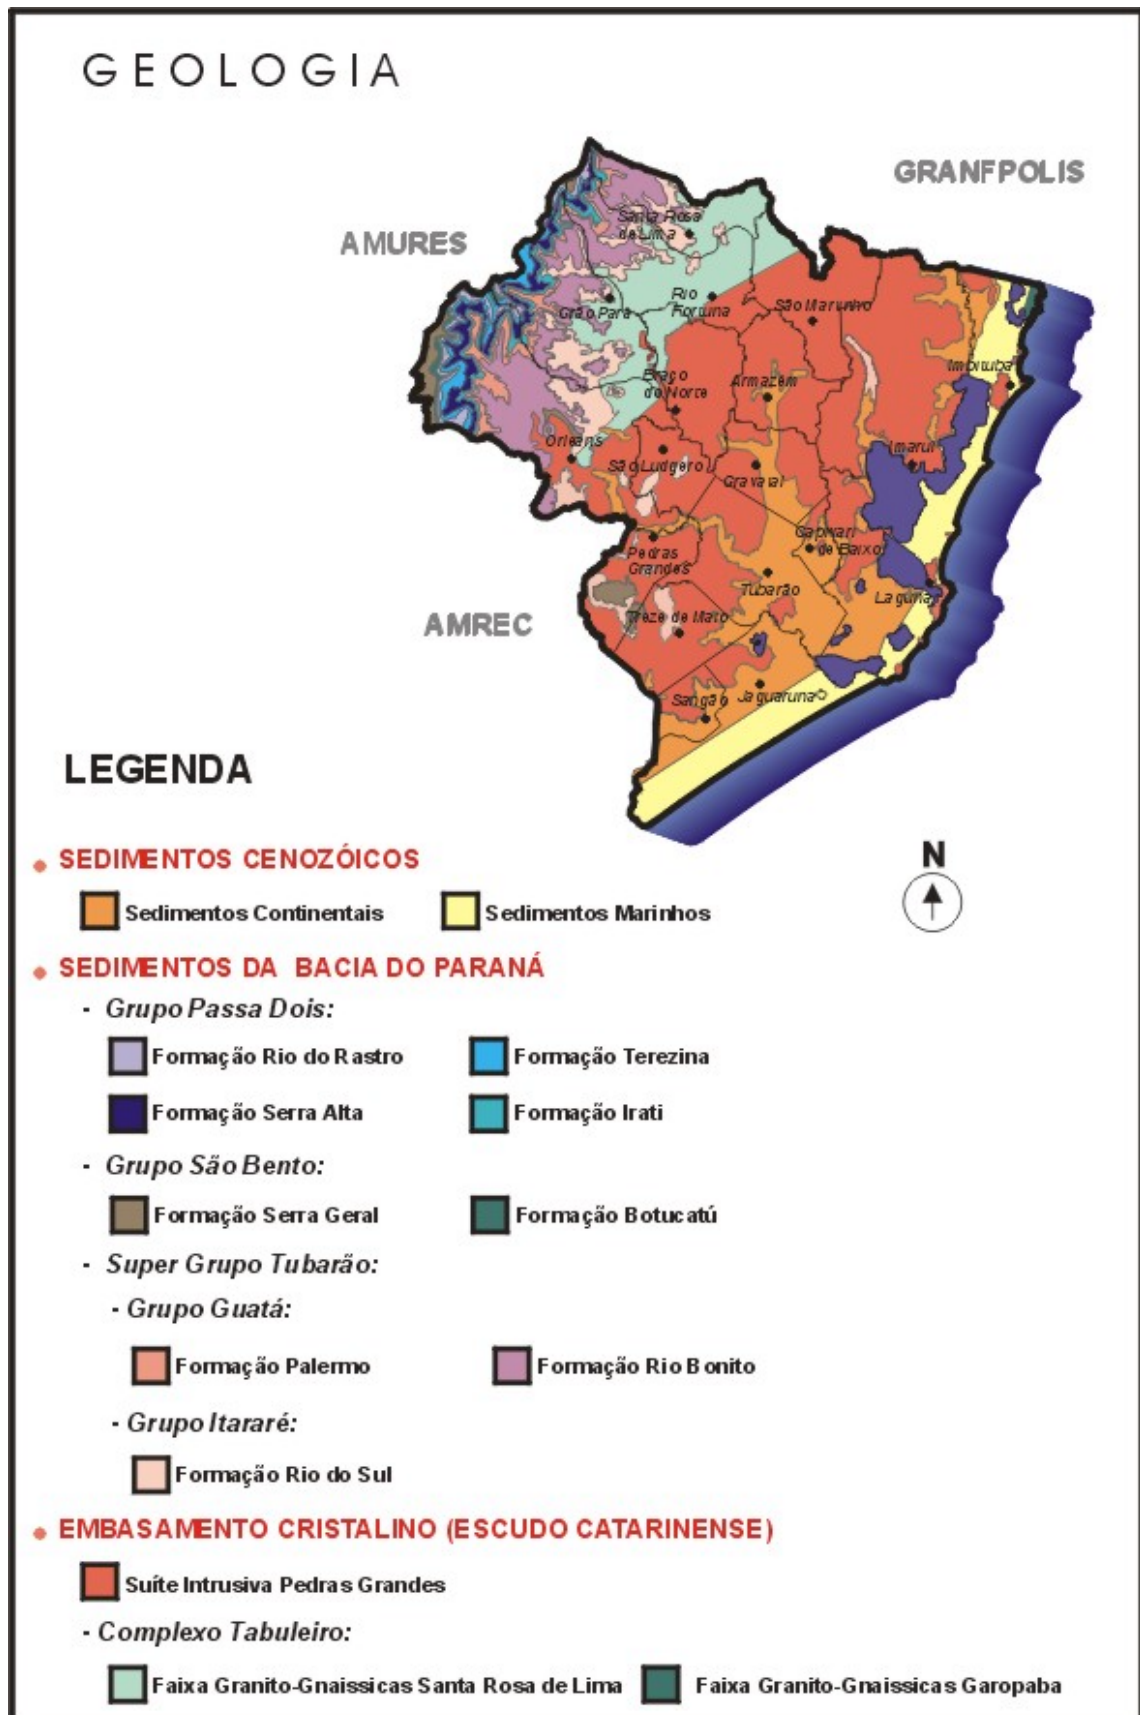 GEOLOGIA
GRANFPOLIS
AMURES
Santa Rosa
de Lima
Grão Pará
Rio
Fortuna
São Martinho
Imbituba
Braço
do Norte
Armazém
Orleans
São Ludgero
Gravatal
Imaruí
Capivari
de Baixo
Pedras
Grandes
Tubarão
Laguna
AMREC
Treze de Maio
Sangão
Jaguaruna
LEGENDA
N
SEDIMENTOS CENOZÓICOS
Sedimentos Continentais
Sedimentos Marinhos
SEDIMENTOS DA BACIA DO PARANÁ
- Grupo Passa Dois:
Formação Rio do Rastro
Formação Terezina
Formação Serra Alta
Formação Irati
- Grupo São Bento:
Formação Serra Geral
Formação Botucatú
- Super Grupo Tubarão:
- Grupo Guatá:
Formação Palermo
Formação Rio Bonito
- Grupo Itararé:
Formação Rio do Sul
EMBASAMENTO CRISTALINO (ESCUDO CATARINENSE)
Suíte Intrusiva Pedras Grandes
- Complexo Tabuleiro:
Faixa Granito-Gnaissicas Santa Rosa de Lima
Faixa Granito-Gnaissicas Garopaba